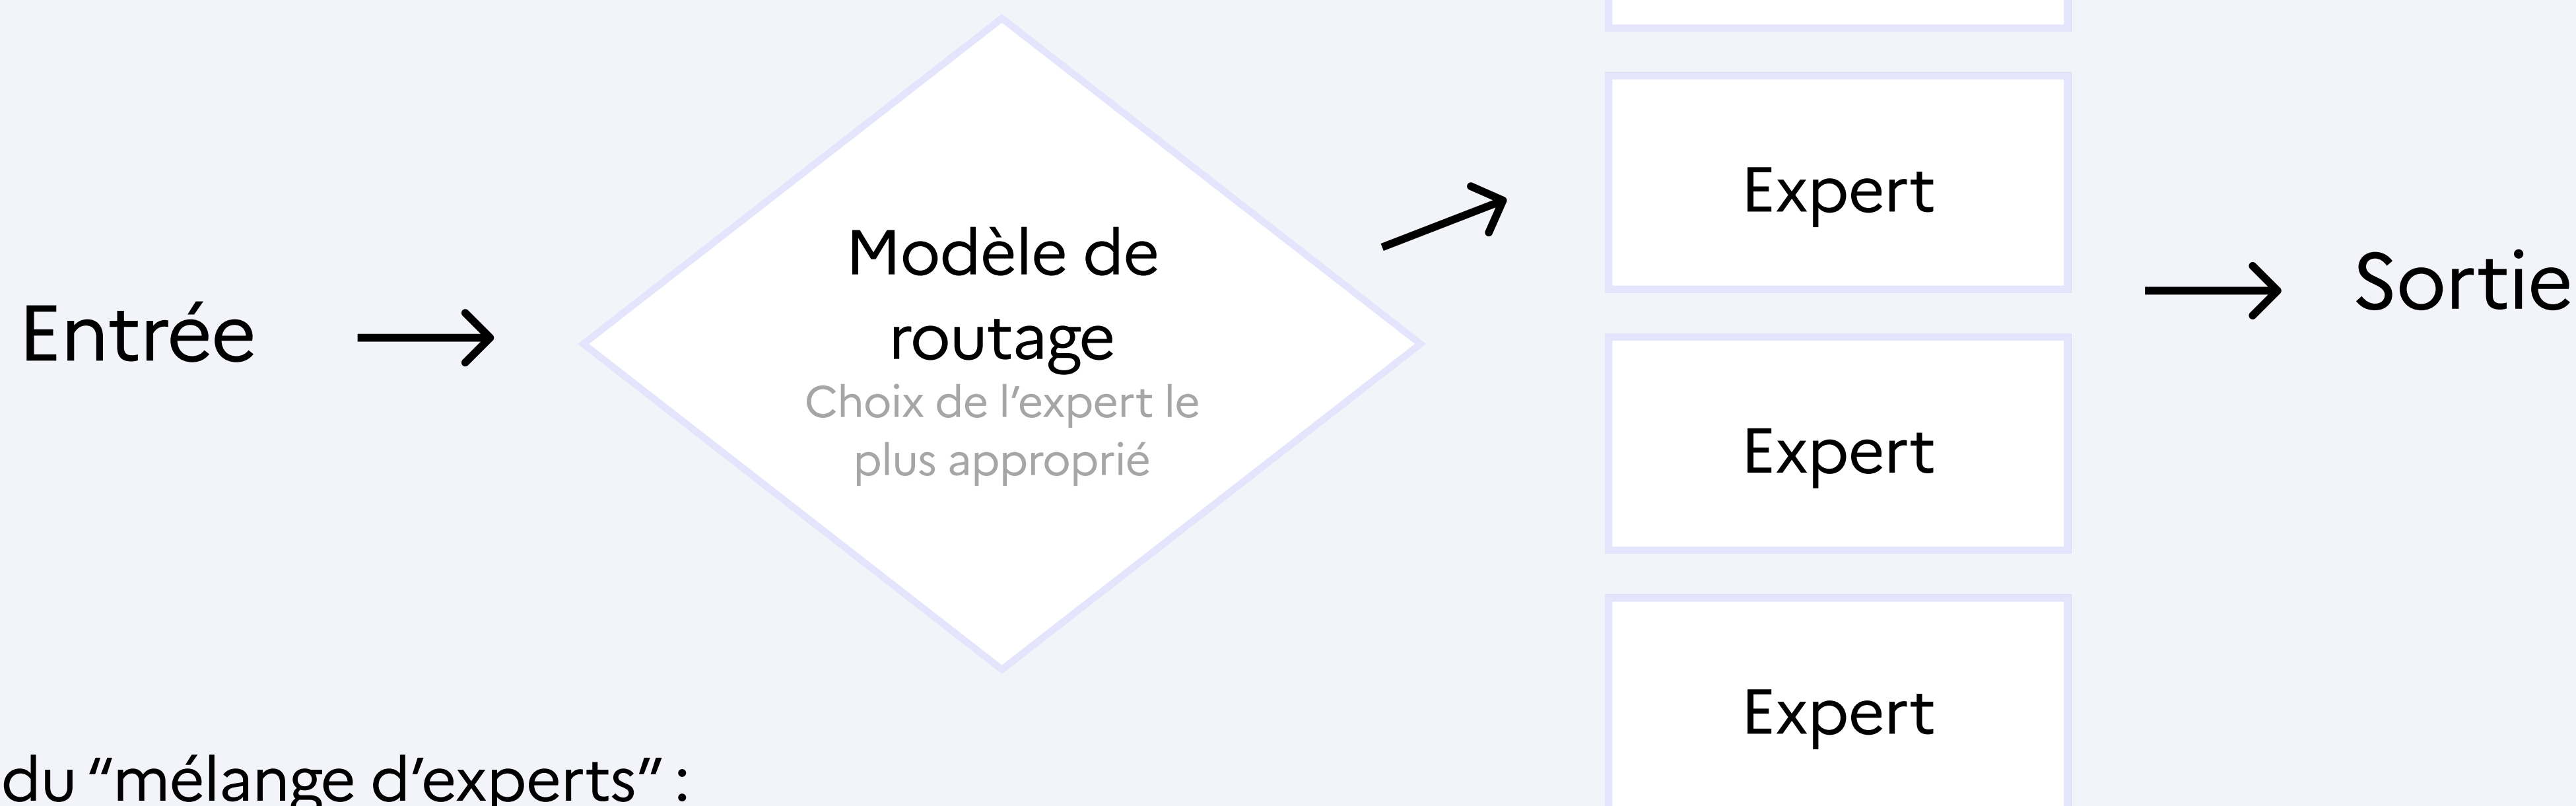 Entrée
Modèle de
routage
Choix de l’expert le
plus approprié
Expert
Expert
Expert
Sortie
du “mélange d’experts” :